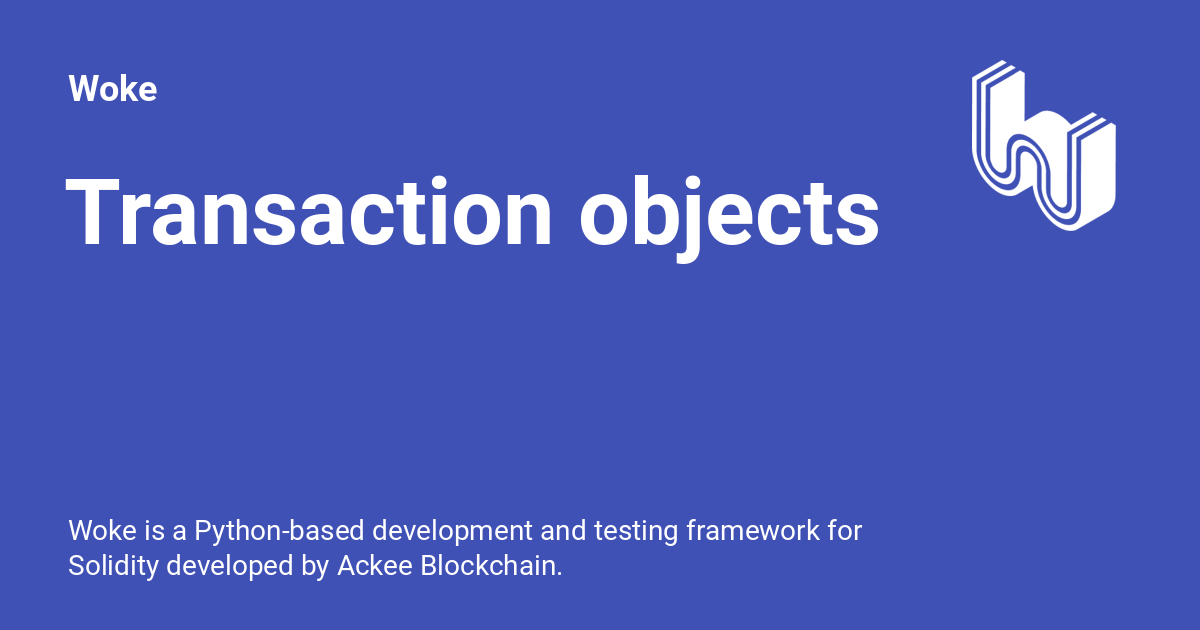 Woke
Transaction objects
Woke is a Python-based development and testing framework for
Solidity developed by Ackee Blockchain.